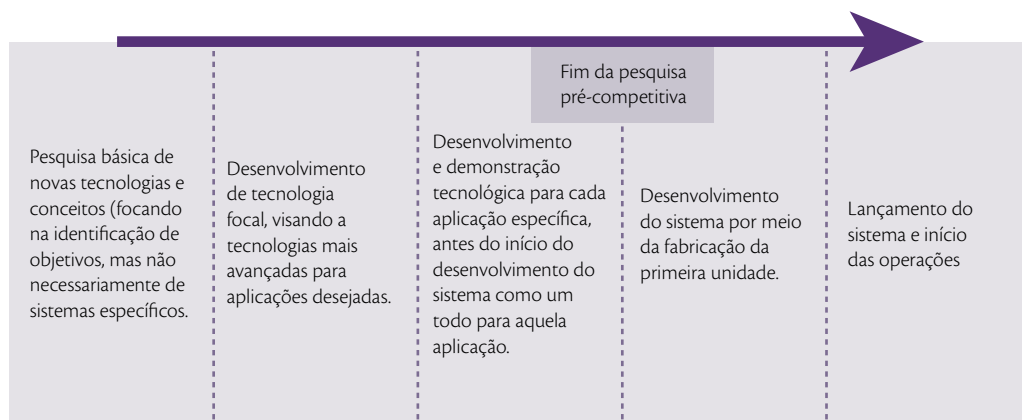 Fim da pesquisa
pré-competitiva
Pesquisa básica de
novas tecnologias e
conceitos (focando
na identificação de
objetivos, mas não
necessariamente de
sistemas específicos.
Desenvolvimento
de tecnologia
focal, visando a
tecnologias mais
avançadas para
aplicações desejadas.
Desenvolvimento
e demonstração
tecnológica para cada
aplicação específica,
antes do início do
desenvolvimento do
sistema como um
todo para aquela
aplicação.
Desenvolvimento
do sistema por meio
da fabricação da
primeira unidade.
Lançamento do
sistema e início
das operações